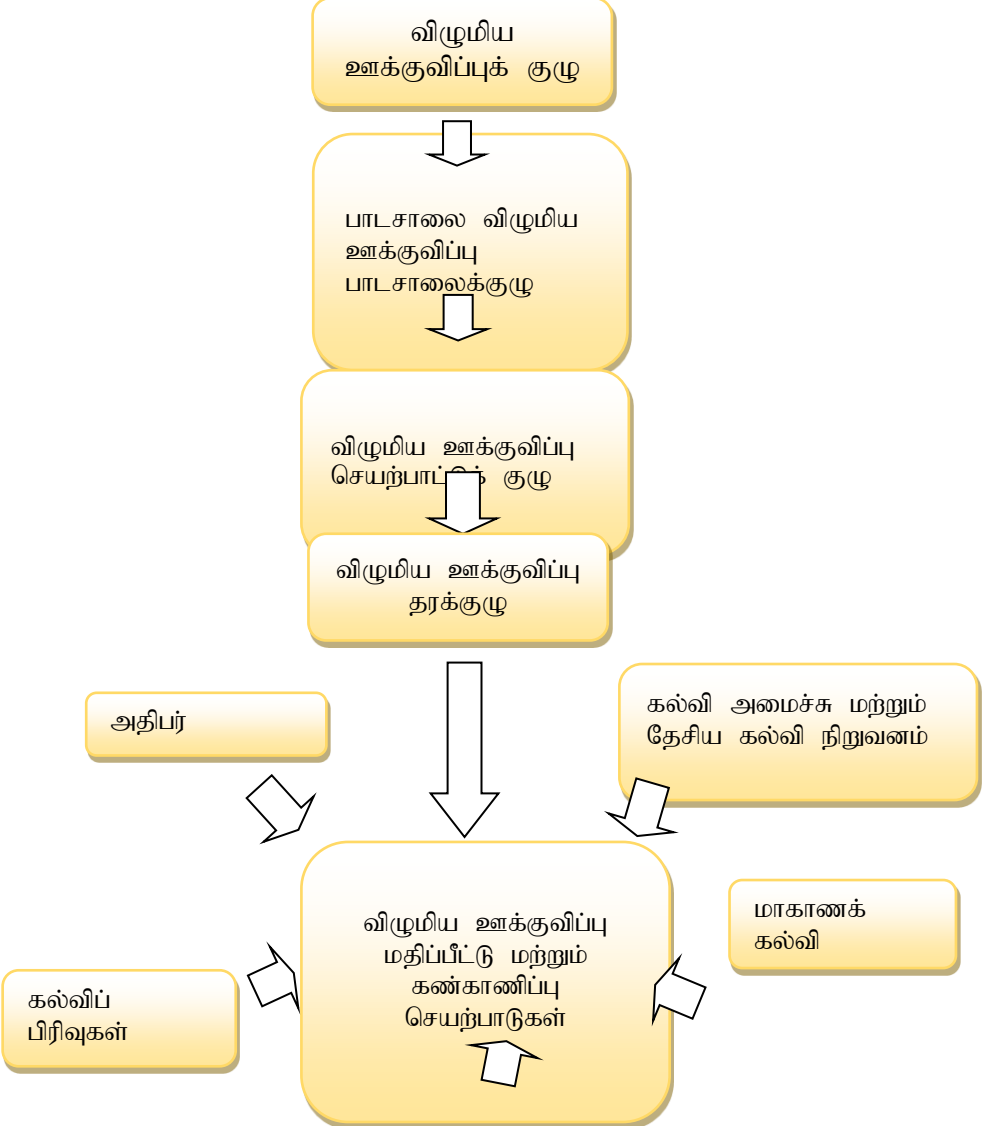 விழுமிய
ஊக்குவிப்புக் குழு
பாடசாலை விழுமிய
ஊக்குவிப்பு
பாடசாலைக்குழு
விழுமிய ஊக்குவிப்பு
குழு
விழுமிய ஊக்குவிப்பு
தரக்குழு
அதிபர்
கல்வி அமைச்சு மற்றும்
தேசிய கல்வி நிறுவனம்
விழுமிய ஊக்குவிப்பு
மதிப்பீட்டு மற்றும்
கண்காணிப்பு
செயற்பாடுகள்
மாகாணக்
கல்வி
கல்விப்
பிரிவுகள்